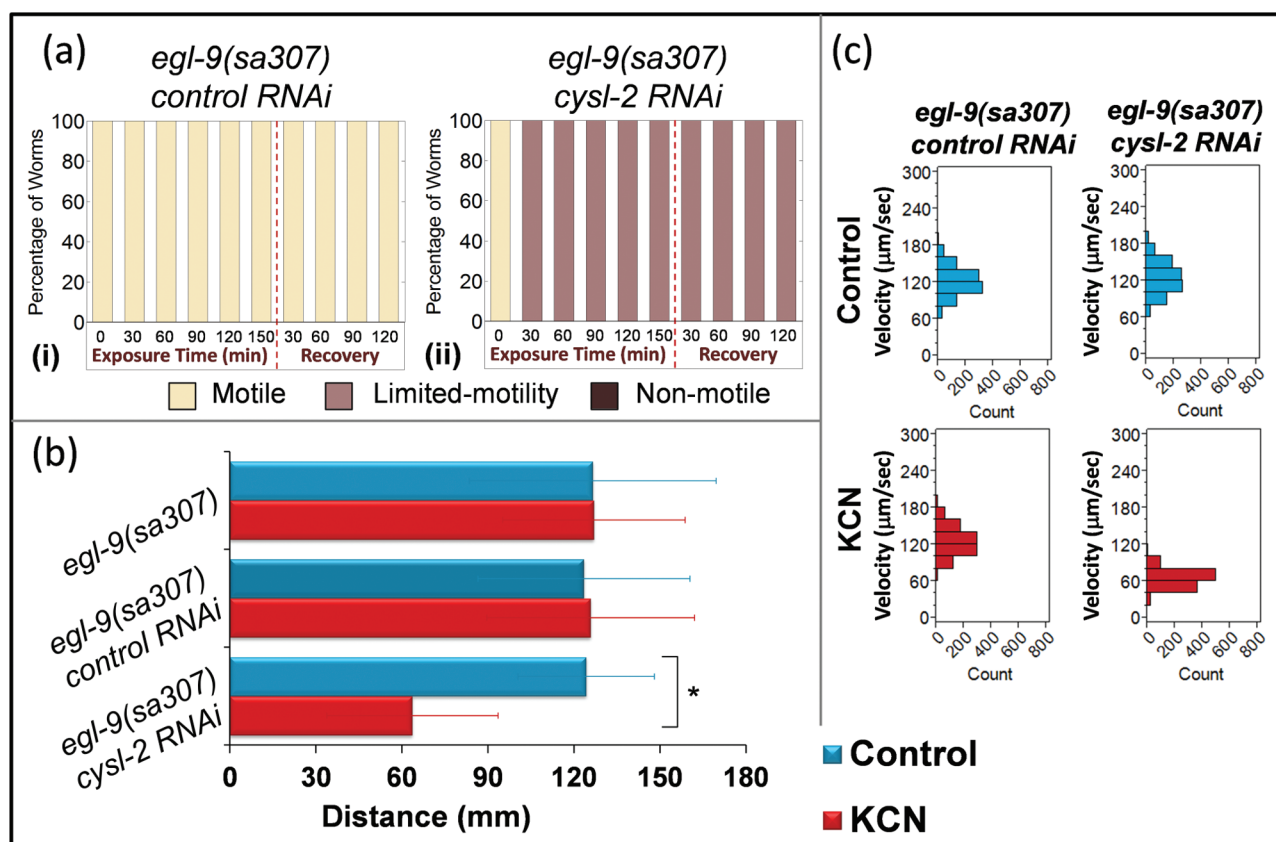 (a)
egl-9(sa307)
control RNAi
Percentage of Worms
100
80
60
40
20
0
0 30 60 90 120 150 30 60 90 120
(i)
Exposure Time (min) Recovery
egl-9(sa307)
cysl-2 RNAi
Percentage of Worms
100
80
60
40
20
0
0 30 60 90 120 150 30 60 90 120
(ii)
Exposure Time (min) Recovery
Motile Limited-motility Non-motile
(b)
egl-9(sa307)
egl-9(sa307)
control RNAi
egl-9(sa307)
cysl-2 RNAi
*
0 30 60 90 120 150 180
Distance (mm)
(c)
egl-9(sa307)
control RNAi
egl-9(sa307)
cysl-2 RNAi
Control
Velocity (µm/sec)
300
240
180
120
60
0
0 200 400 600 800
Count
Velocity (µm/sec)
300
240
180
120
60
0
0 200 400 600 800
Count
KCN
Velocity (µm/sec)
300
240
180
120
60
0
0 200 400 600 800
Count
Velocity (µm/sec)
300
240
180
120
60
0
0 200 400 600 800
Count
Control
KCN